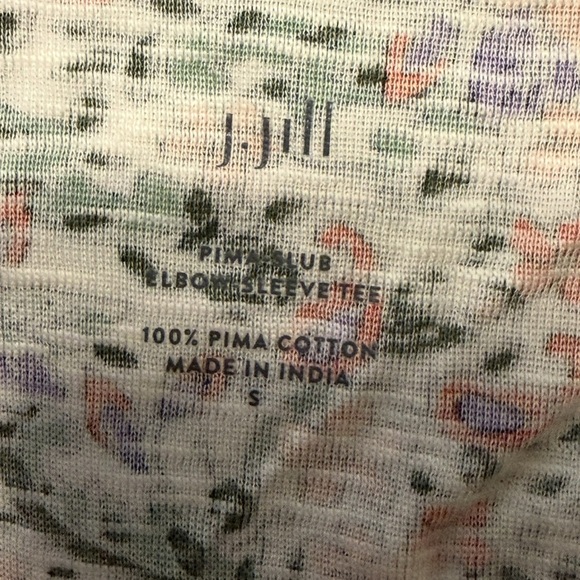 J.Jill
PIMA SLUB
ELBOW-SLEEVE TEE
100% PIMA COTTON
MADE IN INDIA
S